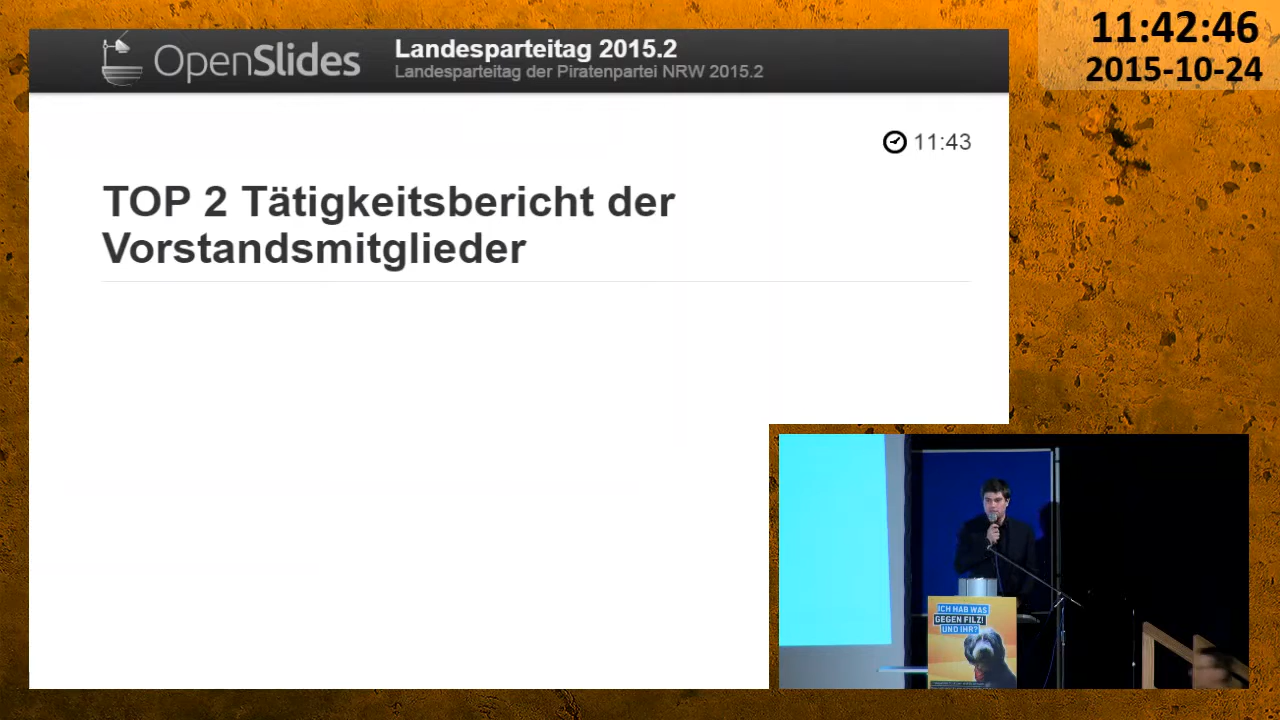 OpenSlides
Landesparteitag 2015.2
Landesparteitag der Piratenpartei NRW 2015.2
11:42:46
2015-10-24
11:43
TOP 2 Tätigkeitsbericht der
Vorstandsmitglieder
ICH HAB WAS
GEGEN FILZ!
UND IHR?